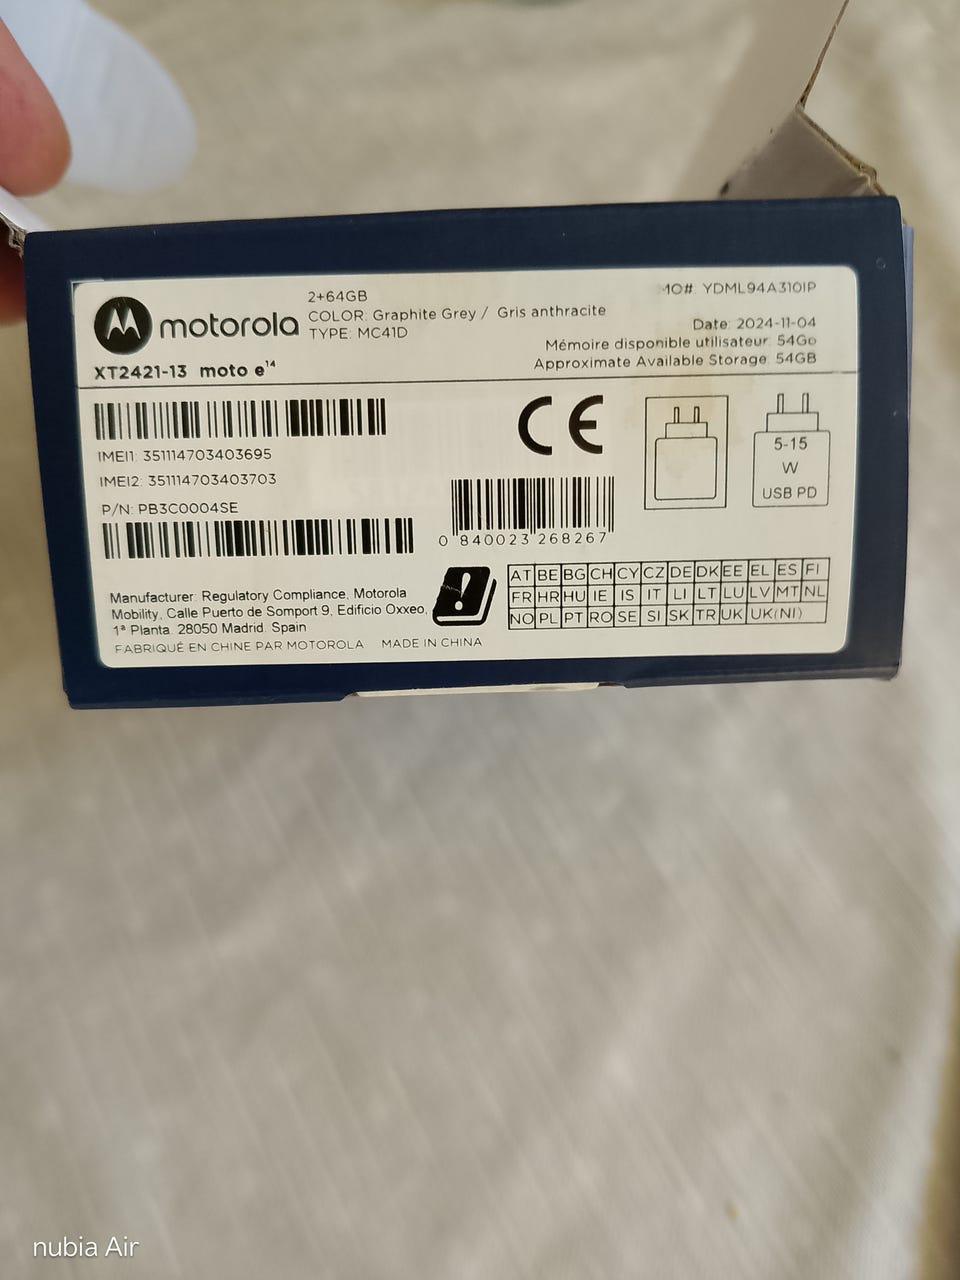 motorola
2+64GB
COLOR: Graphite Grey / Gris anthracite
TYPE: MC41D
MO#: YDML94A310IP
Date: 2024-11-04
Mémoire disponible utilisateur: 54Go
Approximate Available Storage: 54GB
XT2421-13 moto e¹⁴
IMEI1: 351114703403695
IMEI2: 351114703403703
P/N: PB3C0004SE
CE
0 840023 268267
5-15
W
USB PD
Manufacturer: Regulatory Compliance, Motorola
Mobility, Calle Puerto de Somport 9, Edificio Oxxeo,
1ª Planta. 28050 Madrid. Spain
FABRIQUÉ EN CHINE PAR MOTOROLA MADE IN CHINA
AT BE BG CH CY CZ DE DK EE EL ES FI
FR HR HU IE IS IT LI LT LU LV MT NL
NO PL PT RO SE SI SK TR UK UK(NI)
nubia Air